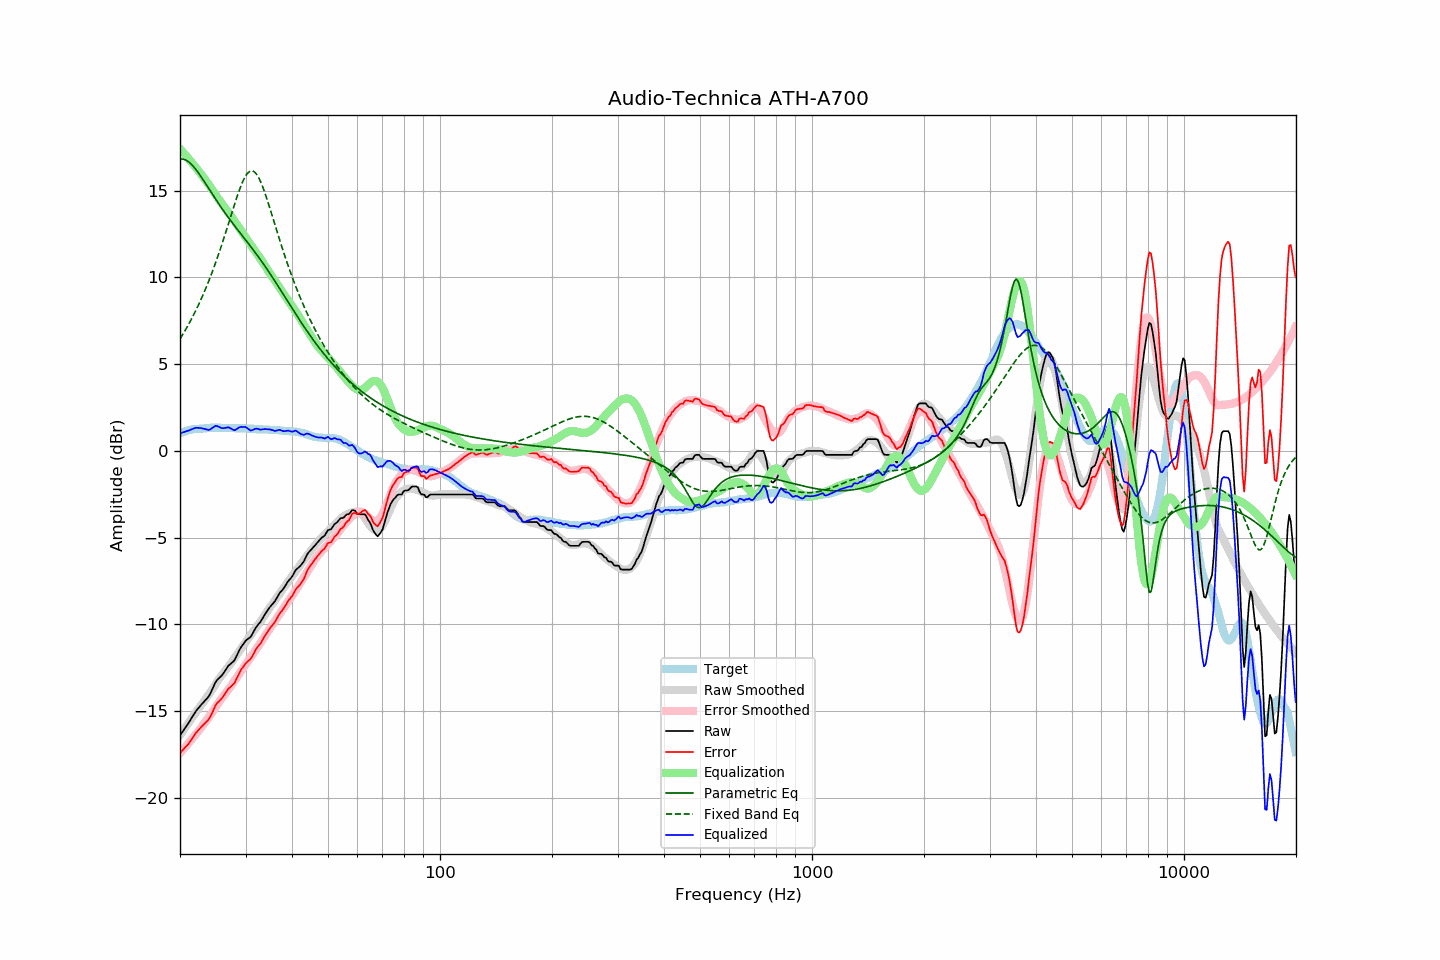 Audio-Technica ATH-A700
Amplitude (dBr)
15
10
5
0
−5
−10
−15
−20
Target
Raw Smoothed
Error Smoothed
Raw
Error
Equalization
Parametric Eq
Fixed Band Eq
Equalized
100
1000
10000
Frequency (Hz)